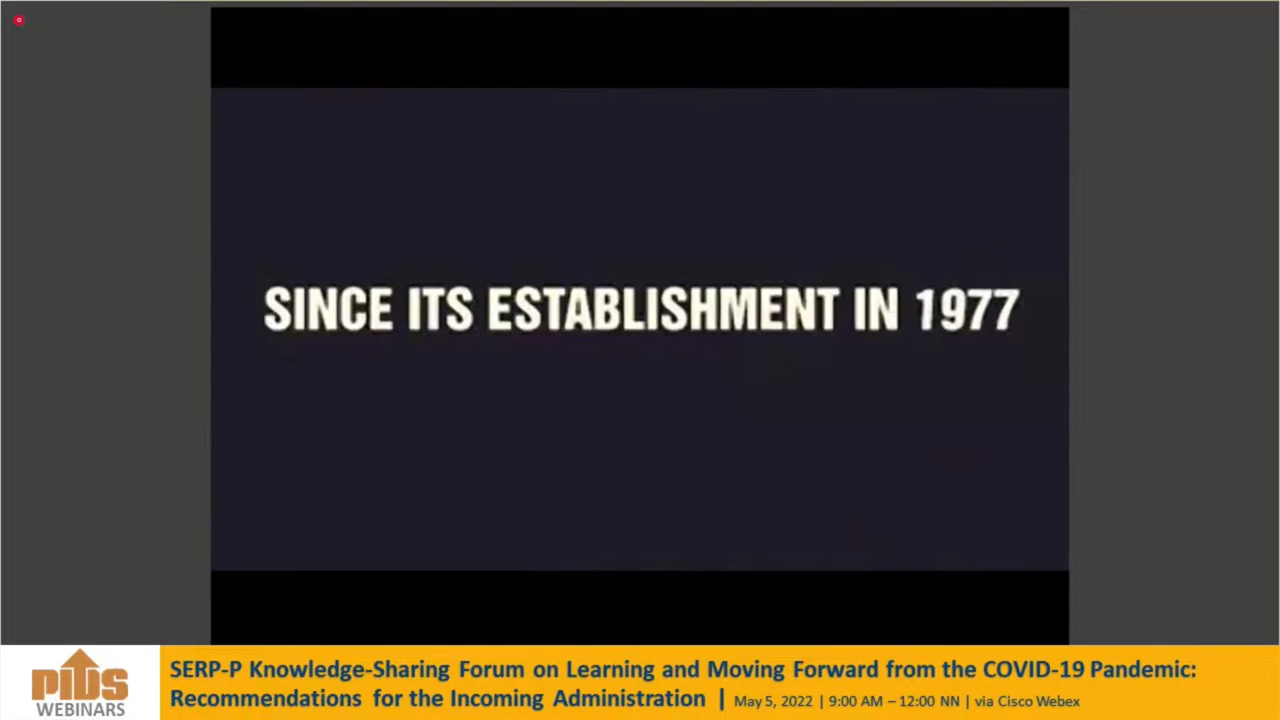 SINCE ITS ESTABLISHMENT IN 1977
pids
WEBINARS
SERP-P Knowledge-Sharing Forum on Learning and Moving Forward from the COVID-19 Pandemic:
Recommendations for the Incoming Administration | May 5, 2022 | 9:00 AM – 12:00 NN | via Cisco Webex